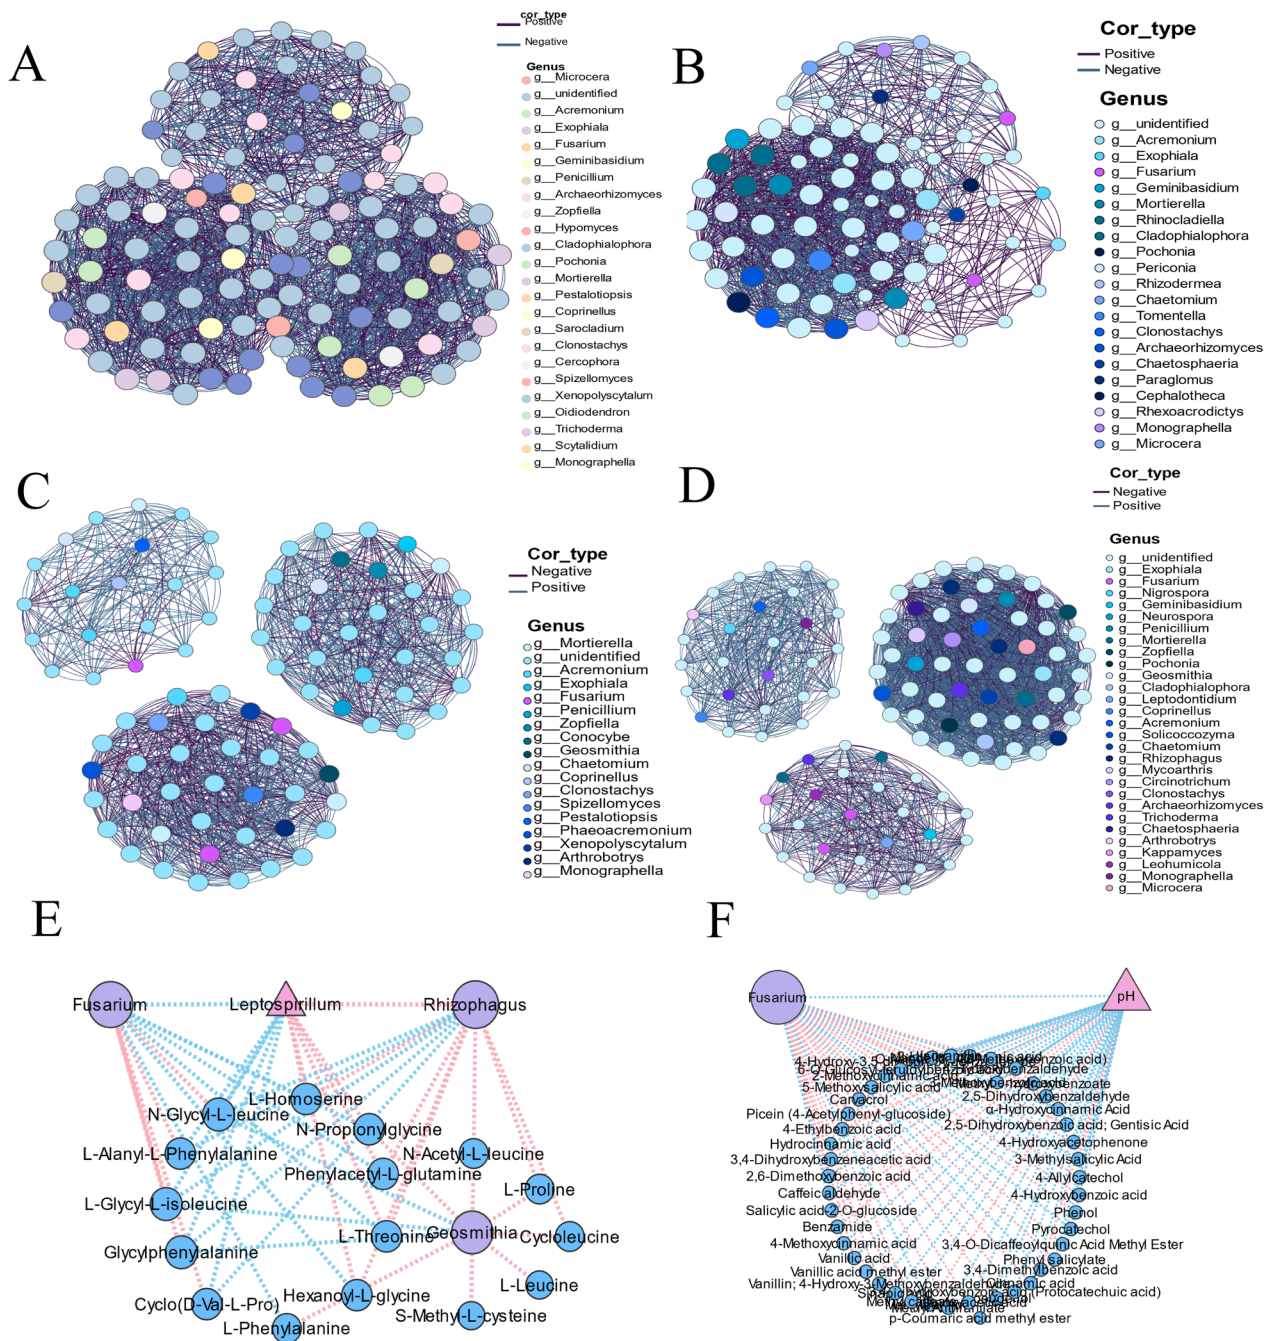 A
cor_type
Positive
Negative
Genus
g__Microcera
g__unidentified
g__Acremonium
g__Exophiala
g__Fusarium
g__Geminibasidium
g__Penicillium
g__Archaeorhizomyces
g__Zopfiella
g__Hypomyces
g__Cladophialophora
g__Pochonia
g__Mortierella
g__Pestalotiopsis
g__Coprinellus
g__Sarocladium
g__Clonostachys
g__Cercophora
g__Spizellomyces
g__Xenopolyscytalum
g__Oidiodendron
g__Trichoderma
g__Scytalidium
g__Monographella
B
Cor_type
Positive
Negative
Genus
g__unidentified
g__Acremonium
g__Exophiala
g__Fusarium
g__Geminibasidium
g__Mortierella
g__Rhinocladiella
g__Cladophialophora
g__Pochonia
g__Periconia
g__Rhizodermea
g__Chaetomium
g__Tomentella
g__Clonostachys
g__Archaeorhizomyces
g__Chaetosphaeria
g__Paraglomus
g__Cephalotheca
g__Rhexoacrodictys
g__Monographella
g__Microcera
C
Cor_type
Negative
Positive
Genus
g__Mortierella
g__unidentified
g__Acremonium
g__Exophiala
g__Fusarium
g__Penicillium
g__Zopfiella
g__Conocybe
g__Geosmithia
g__Chaetomium
g__Coprinellus
g__Clonostachys
g__Spizellomyces
g__Pestalotiopsis
g__Phaeoacremonium
g__Xenopolyscytalum
g__Arthrobotrys
g__Monographella
D
Cor_type
Negative
Positive
Genus
g__unidentified
g__Exophiala
g__Fusarium
g__Nigrospora
g__Geminibasidium
g__Neurospora
g__Penicillium
g__Mortierella
g__Zopfiella
g__Pochonia
g__Geosmithia
g__Cladophialophora
g__Leptodontidium
g__Coprinellus
g__Acremonium
g__Solicoccozyma
g__Chaetomium
g__Rhizophagus
g__Mycoarthris
g__Circinotrichum
g__Clonostachys
g__Archaeorhizomyces
g__Trichoderma
g__Chaetosphaeria
g__Arthrobotrys
g__Kappamyces
g__Leohumicola
g__Monographella
g__Microcera
E
Fusarium
Leptospirillum
Rhizophagus
L-Homoserine
N-Glycyl-L-leucine
N-Propionylglycine
L-Alanyl-L-Phenylalanine
N-Acetyl-L-leucine
Phenylacetyl-L-glutamine
L-Proline
L-Glycyl-L-isoleucine
L-Threonine
Geosmithia
Cycloleucine
Glycylphenylalanine
L-Leucine
Hexanoyl-L-glycine
Cyclo(D-Val-L-Pro)
S-Methyl-L-cysteine
L-Phenylalanine
F
Fusarium
pH
2-Methoxycinnamic acid
5-Methoxysalicylic acid
2,5-Dihydroxybenzaldehyde
Carvacrol
α-Hydroxycinnamic Acid
Picein (4-Acetylphenyl-glucoside)
2,5-Dihydroxybenzoic acid; Gentisic Acid
4-Ethylbenzoic acid
4-Hydroxyacetophenone
Hydrocinnamic acid
3-Methylsalicylic Acid
3,4-Dihydroxybenzeneacetic acid
2,6-Dimethoxybenzoic acid
4-Allylcatechol
Caffeic aldehyde
4-Hydroxybenzoic acid
Salicylic acid-2-O-glucoside
Phenol
Benzamide
Pyrocatechol
4-Methoxycinnamic acid
3,4-O-Dicaffeoylquinic Acid Methyl Ester
Vanillic acid
Phenyl salicylate
Vanillic acid methyl ester
3,4-Dimethylbenzoic acid
Vanillin; 4-Hydroxy-3-Methoxybenzaldehyde
p-Coumaric acid methyl ester